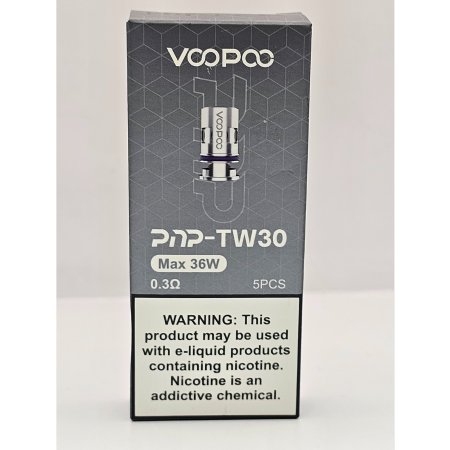 VOOPOO
VOOPOO
PnP-TW30
Max 36W
0.3Ω 5PCS
WARNING: This
product may be used
with e-liquid products
containing nicotine.
Nicotine is an
addictive chemical.